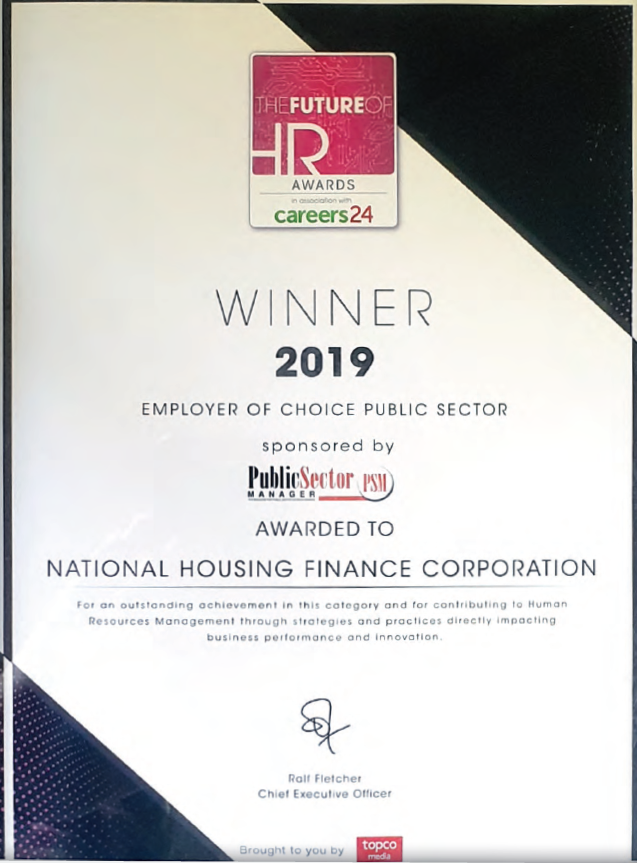 THEFUTUREOF
HR
AWARDS
in association with
careers24
WINNER
2019
EMPLOYER OF CHOICE PUBLIC SECTOR
sponsored by
PublicSector PSM
MANAGER
AWARDED TO
NATIONAL HOUSING FINANCE CORPORATION
For an outstanding achievement in this category and for contributing to Human
Resources Management through strategies and practices directly impacting
business performance and innovation.
Ralf Fletcher
Chief Executive Officer
Brought to you by topco
media